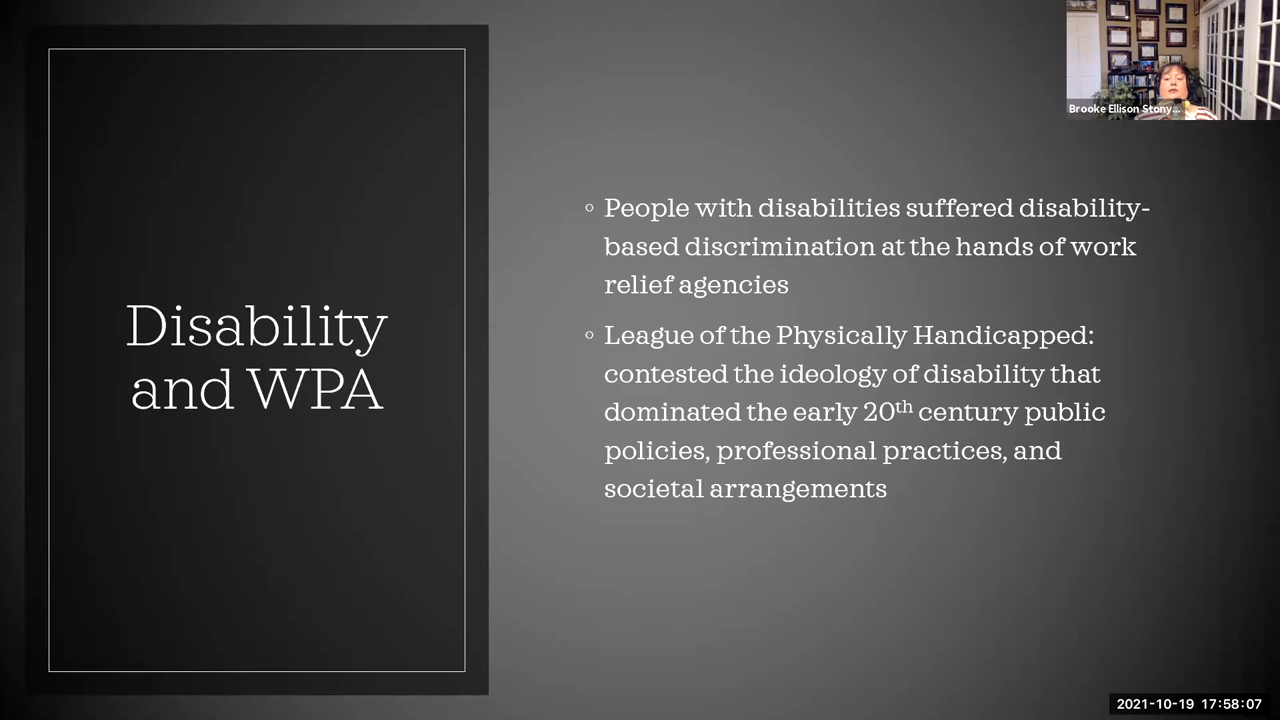 Brooke Ellison Stony...
Disability
and WPA
◦ People with disabilities suffered disability-
based discrimination at the hands of work
relief agencies
◦ League of the Physically Handicapped:
contested the ideology of disability that
dominated the early 20th century public
policies, professional practices, and
societal arrangements
2021-10-19 17:58:07